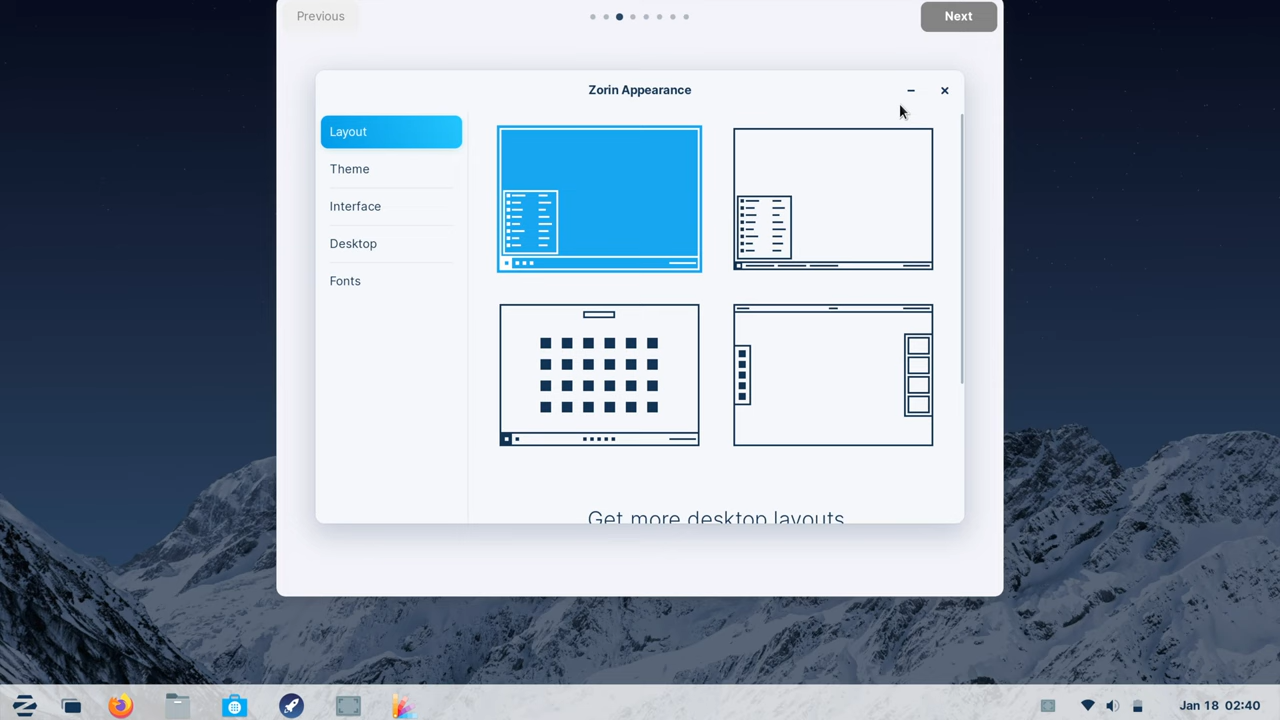 Previous
Next
Zorin Appearance
Layout
Theme
Interface
Desktop
Fonts
Get more desktop layouts
Jan 18 02:40